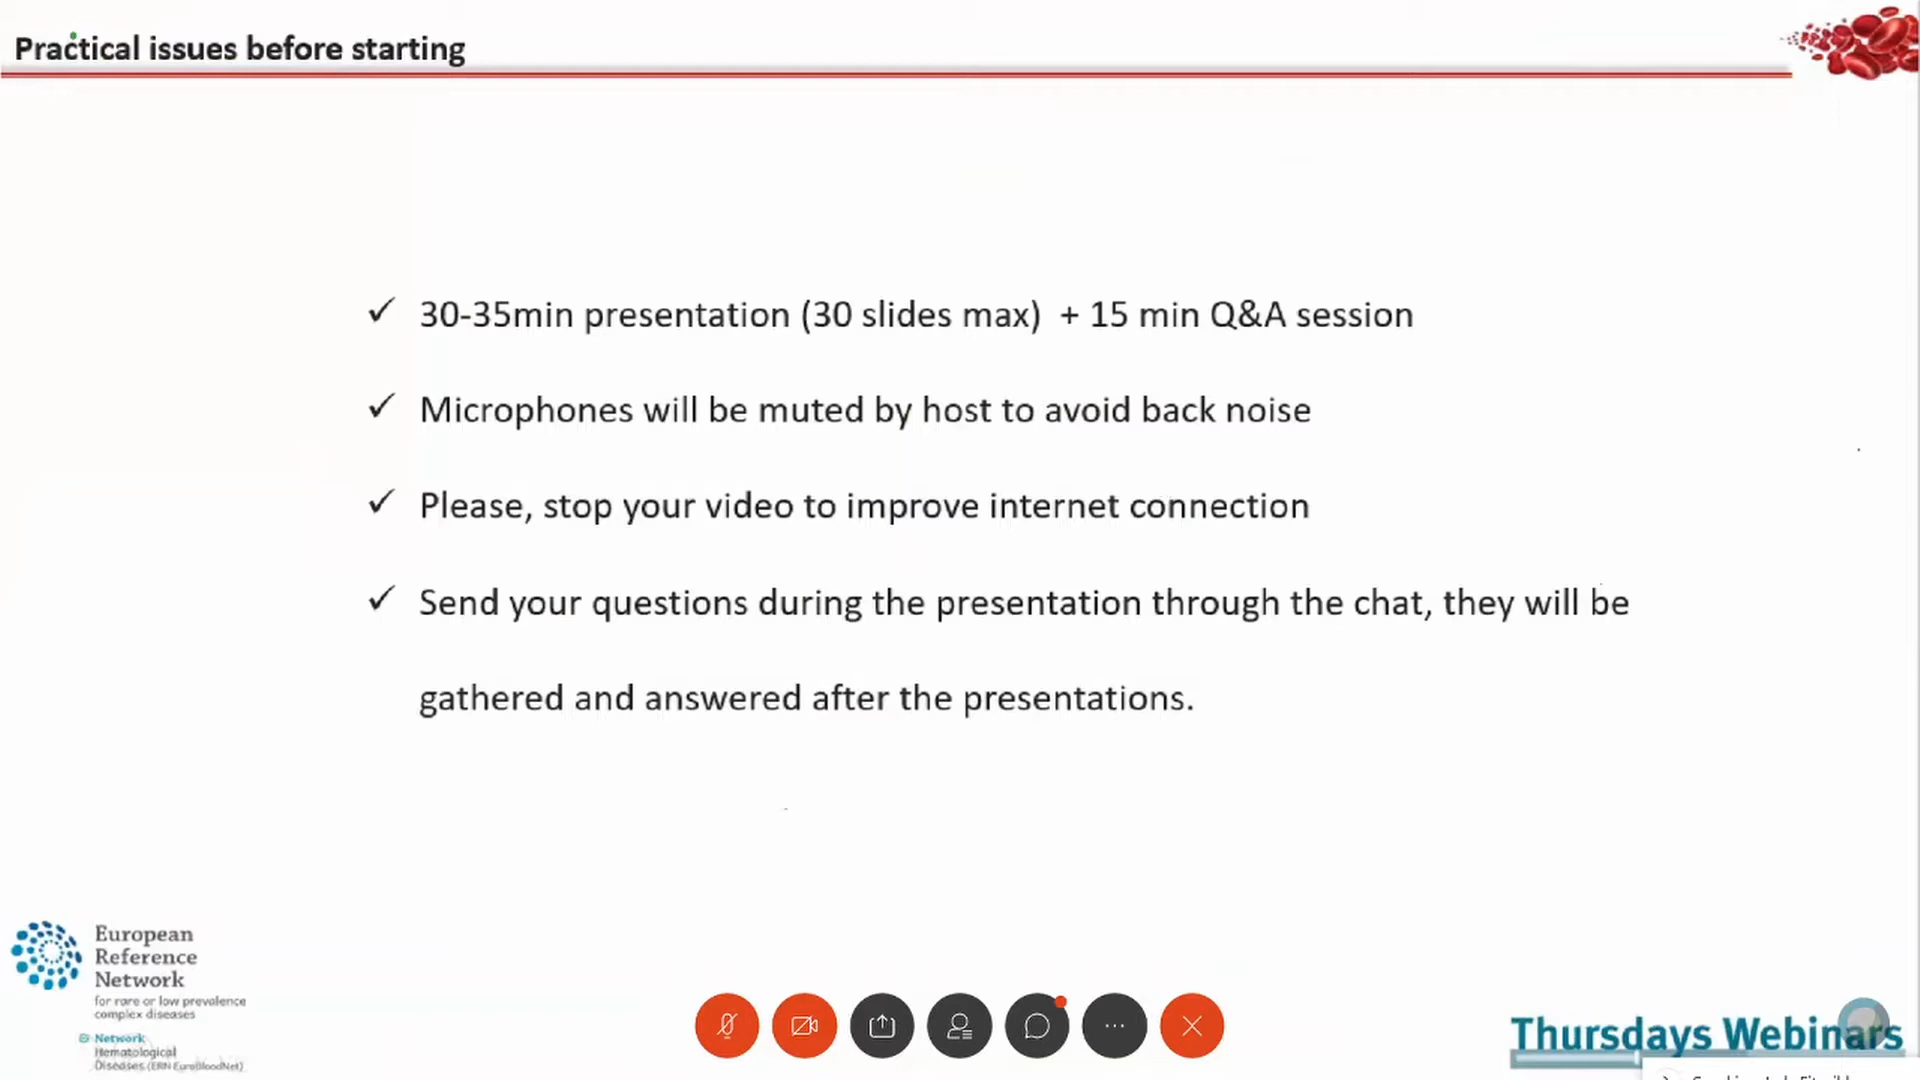 Practical issues before starting
✓ 30-35min presentation (30 slides max) + 15 min Q&A session
✓ Microphones will be muted by host to avoid back noise
✓ Please, stop your video to improve internet connection
✓ Send your questions during the presentation through the chat, they will be
gathered and answered after the presentations.
European
Reference
Network
for rare or low prevalence
complex diseases
Network
Hematological
Diseases (ERN EuroBloodNet)
Thursdays Webinars